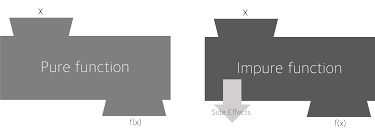 X
Pure function
f(x)
X
Impure function
Side Effects
f(x)